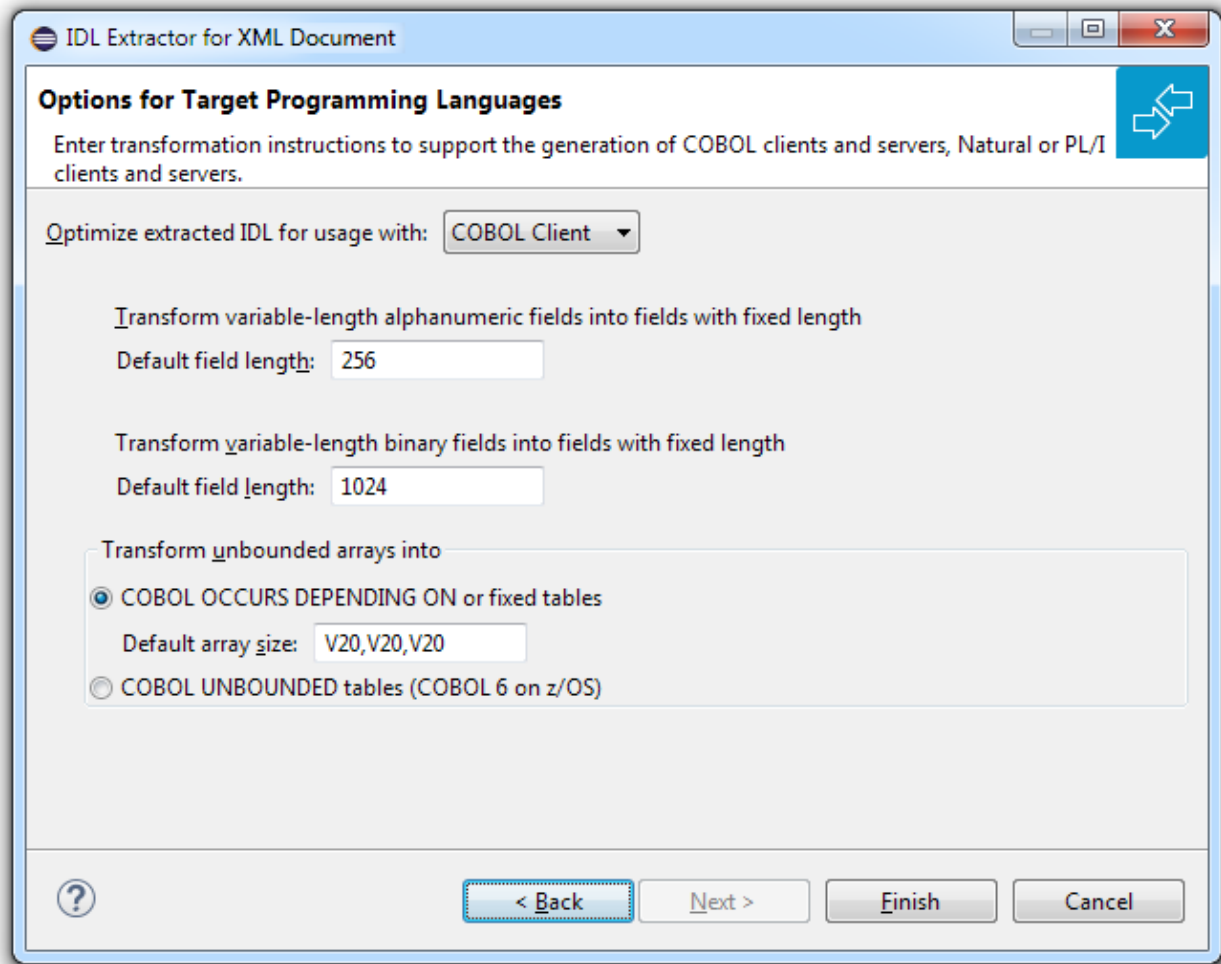 IDL Extractor for XML Document
Options for Target Programming Languages
Enter transformation instructions to support the generation of COBOL clients and servers, Natural or PL/I
clients and servers.
Optimize extracted IDL for usage with: COBOL Client
Transform variable-length alphanumeric fields into fields with fixed length
Default field length: 256
Transform variable-length binary fields into fields with fixed length
Default field length: 1024
Transform unbounded arrays into
COBOL OCCURS DEPENDING ON or fixed tables
Default array size: V20,V20,V20
COBOL UNBOUNDED tables (COBOL 6 on z/OS)
? < Back Next > Finish Cancel